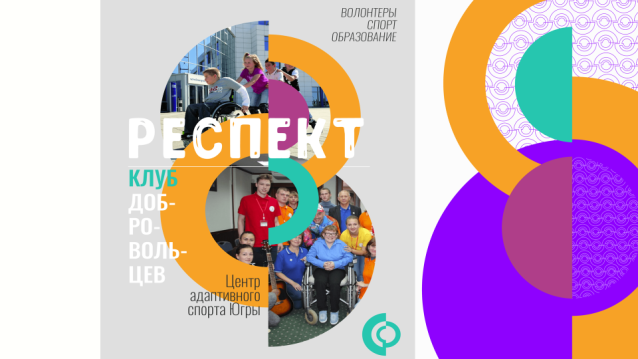 ВОЛОНТЕРЫ
СПОРТ
ОБРАЗОВАНИЕ
РЕСПЕКТ
КЛУБ
ДОБ-
РО-
ВОЛЬ-
ЦЕВ
Центр
адаптивного
спорта Югры